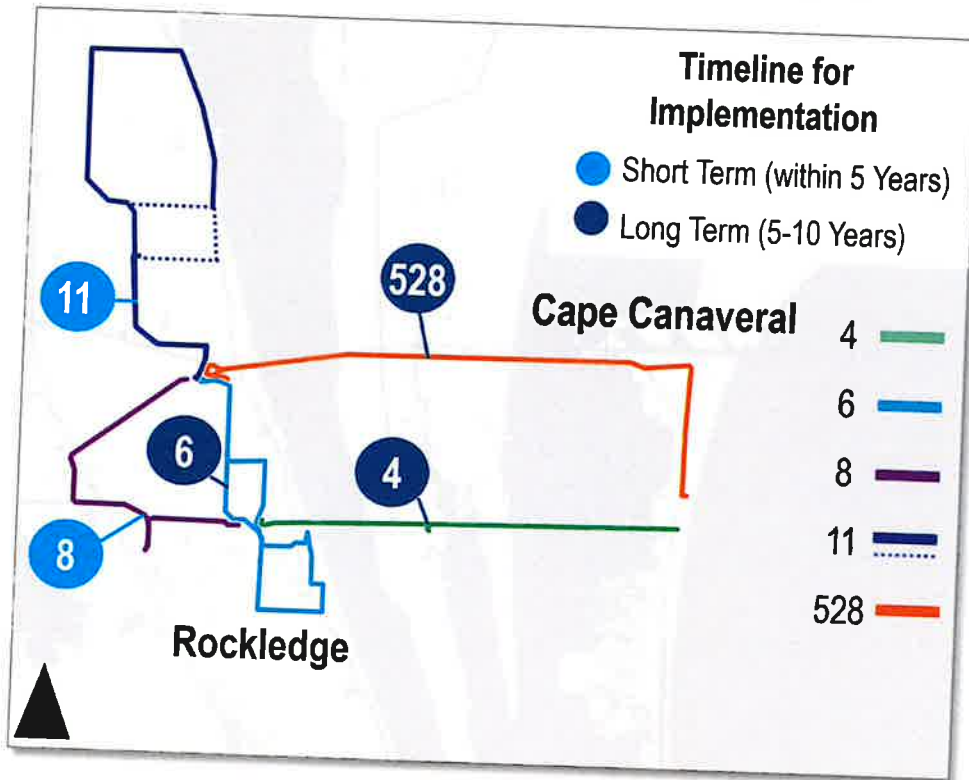 Timeline for
Implementation
Short Term (within 5 Years)
Long Term (5-10 Years)
11
528
Cape Canaveral
4
6
8
11
528
6
4
8
Rockledge